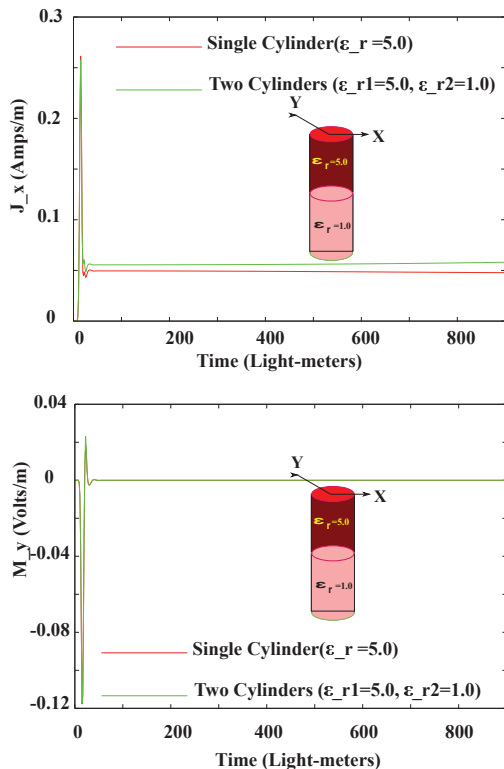 0.3
Single Cylinder(ε_r =5.0)
Two Cylinders (ε_r1=5.0, ε_r2=1.0)
Y
X
0.2
J_x (Amps/m)
ε_r=5.0
0.1
ε_r=1.0
0
0 200 400 600 800
Time (Light-meters)
0.04
Y
X
0
M_y (Volts/m)
ε_r=5.0
-0.04
ε_r=1.0
-0.08
Single Cylinder(ε_r =5.0)
Two Cylinders (ε_r1=5.0, ε_r2=1.0)
-0.12
0 200 400 600 800
Time (Light-meters)